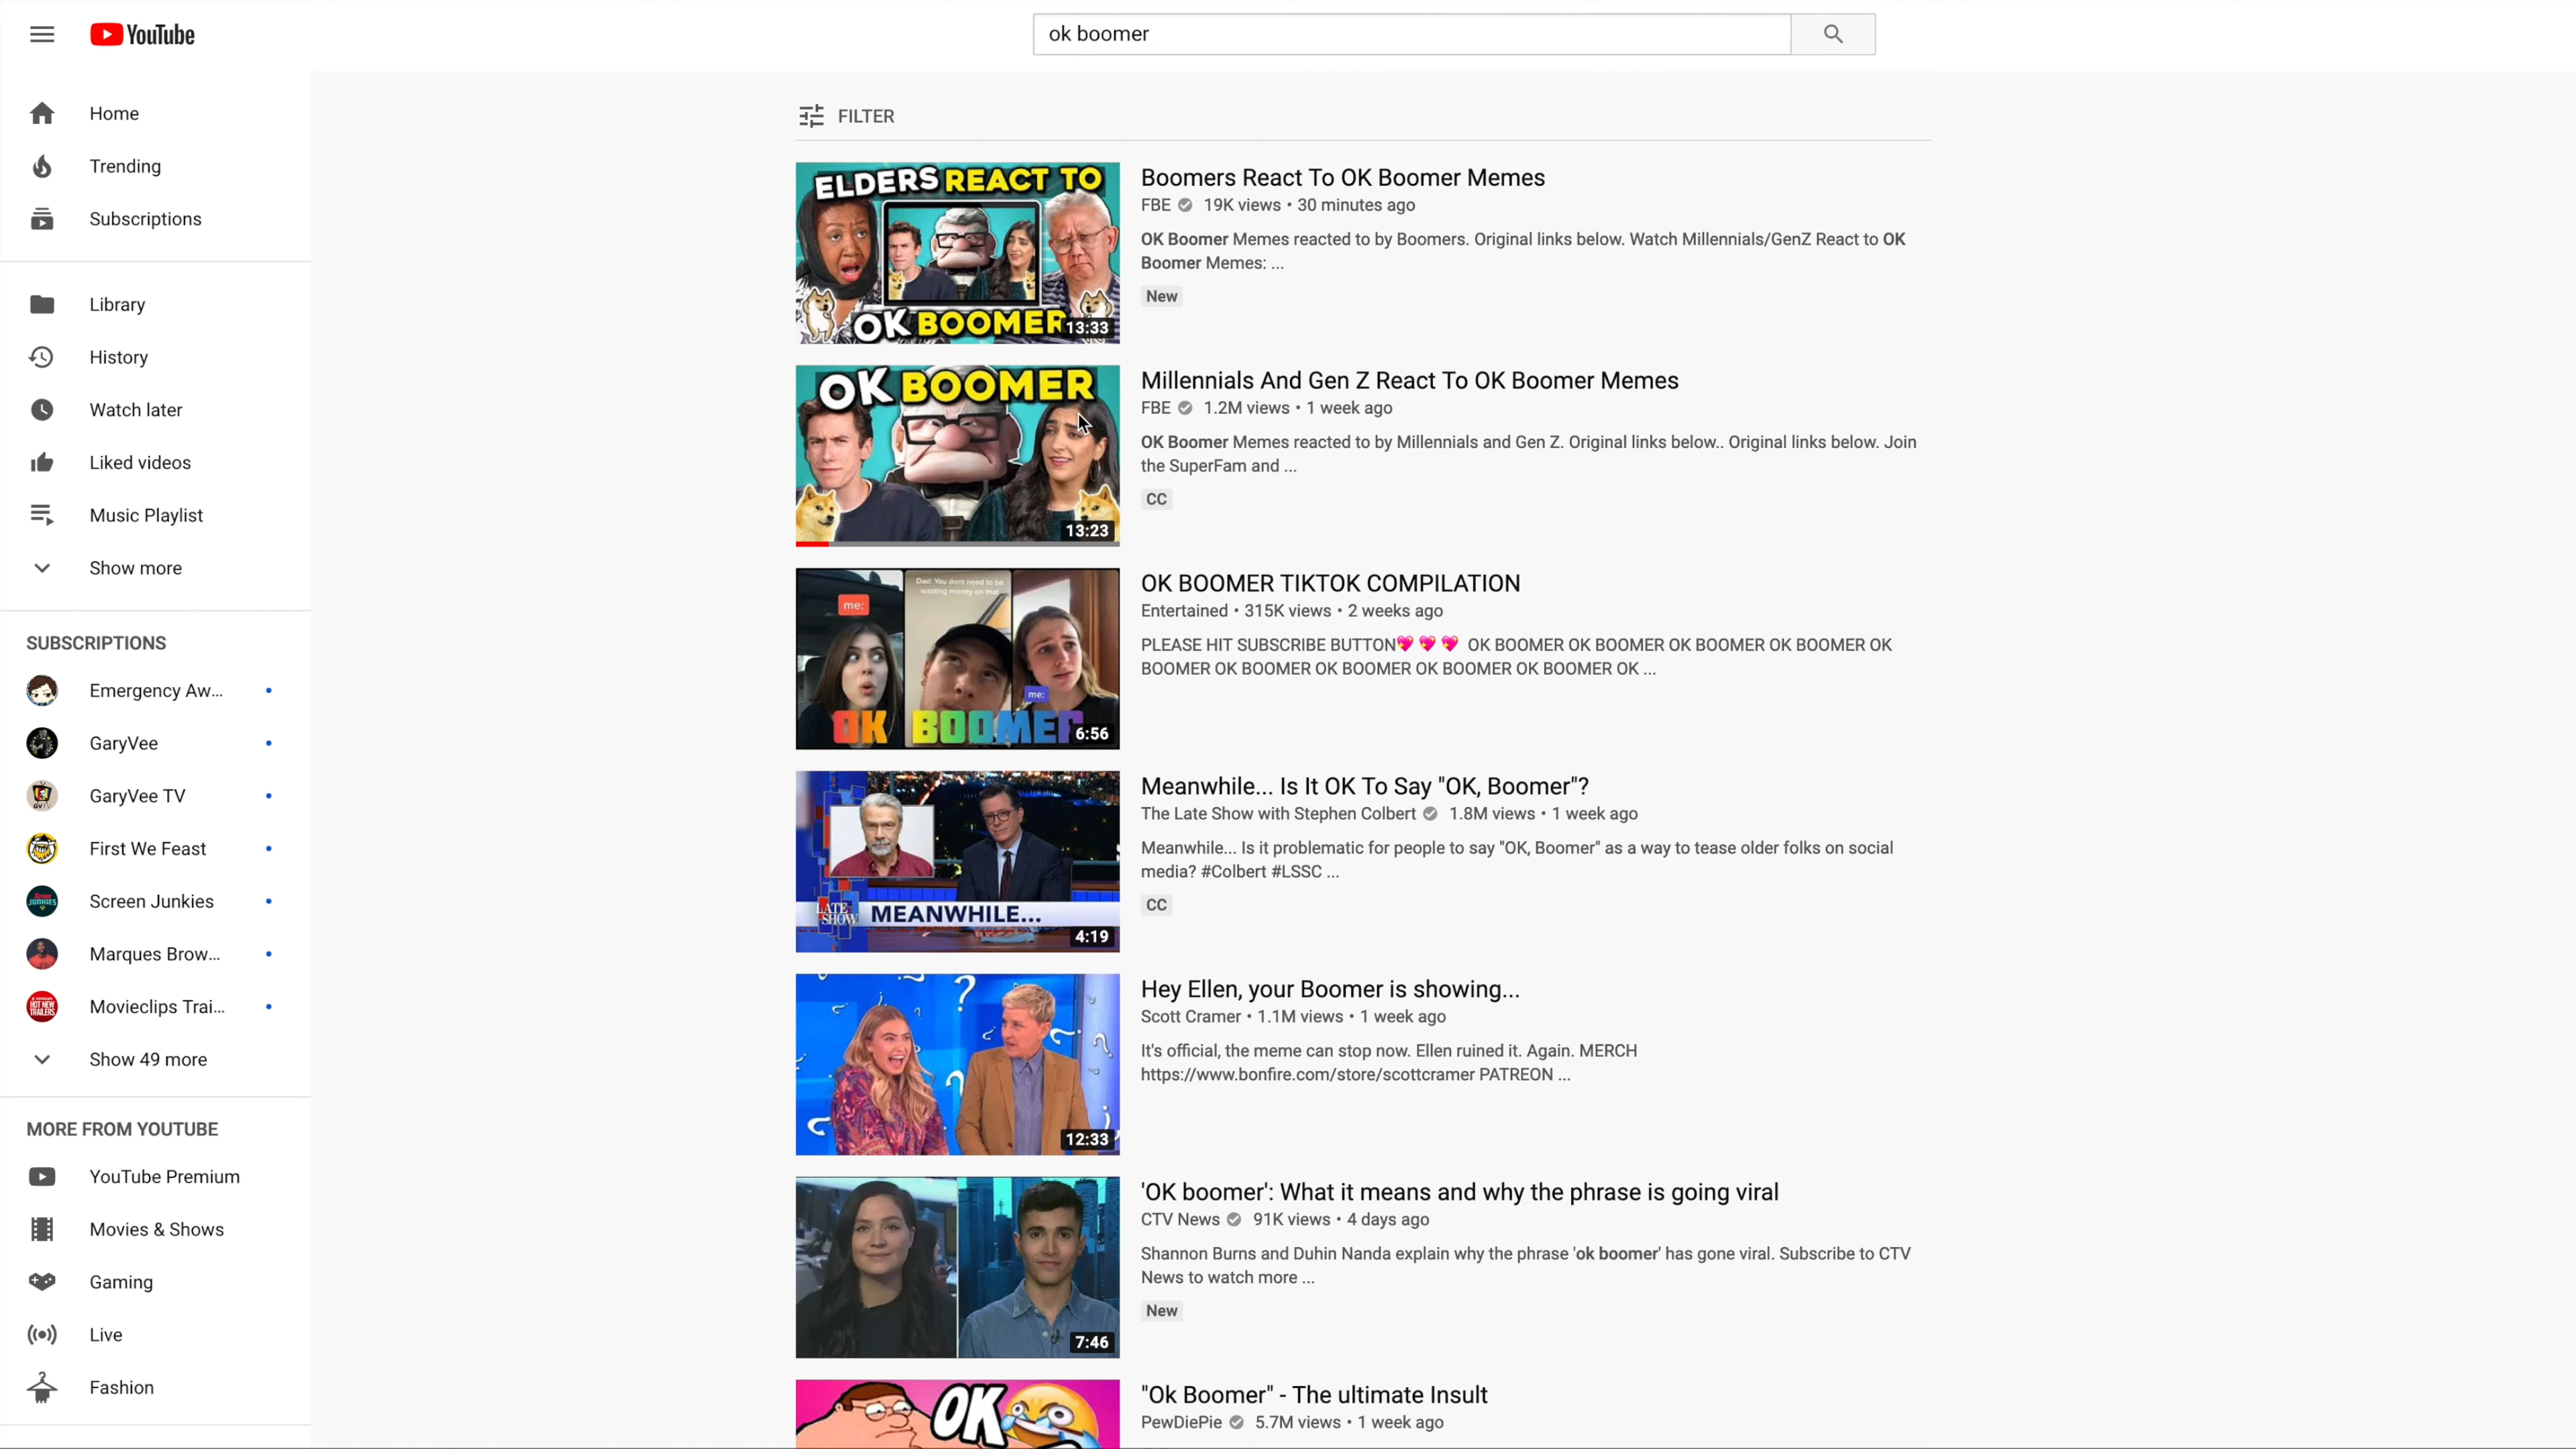 YouTube
ok boomer
Home
Trending
Subscriptions
Library
History
Watch later
Liked videos
Music Playlist
Show more
SUBSCRIPTIONS
Emergency Aw...
GaryVee
GaryVee TV
First We Feast
Screen Junkies
Marques Brow...
Movieclips Trai...
Show 49 more
MORE FROM YOUTUBE
YouTube Premium
Movies & Shows
Gaming
Live
Fashion
FILTER
ELDERS REACT TO
OK BOOMER
13:33
Boomers React To OK Boomer Memes
FBE 19K views • 30 minutes ago
OK Boomer Memes reacted to by Boomers. Original links below. Watch Millennials/GenZ React to OK
Boomer Memes: ...
New
OK BOOMER
13:23
Millennials And Gen Z React To OK Boomer Memes
FBE 1.2M views • 1 week ago
OK Boomer Memes reacted to by Millennials and Gen Z. Original links below.. Original links below. Join
the SuperFam and ...
CC
Dad: You dont need to be
wasting money on that
me:
me:
OK BOOMER
6:56
OK BOOMER TIKTOK COMPILATION
Entertained • 315K views • 2 weeks ago
PLEASE HIT SUBSCRIBE BUTTON💖 💖 💖 OK BOOMER OK BOOMER OK BOOMER OK BOOMER OK
BOOMER OK BOOMER OK BOOMER OK BOOMER OK BOOMER OK ...
LATE
SHOW
MEANWHILE...
4:19
Meanwhile... Is It OK To Say "OK, Boomer"?
The Late Show with Stephen Colbert 1.8M views • 1 week ago
Meanwhile... Is it problematic for people to say "OK, Boomer" as a way to tease older folks on social
media? #Colbert #LSSC ...
CC
12:33
Hey Ellen, your Boomer is showing...
Scott Cramer • 1.1M views • 1 week ago
It's official, the meme can stop now. Ellen ruined it. Again. MERCH
https://www.bonfire.com/store/scottcramer PATREON ...
7:46
'OK boomer': What it means and why the phrase is going viral
CTV News 91K views • 4 days ago
Shannon Burns and Duhin Nanda explain why the phrase 'ok boomer' has gone viral. Subscribe to CTV
News to watch more ...
New
OK
"Ok Boomer" - The ultimate Insult
PewDiePie 5.7M views • 1 week ago